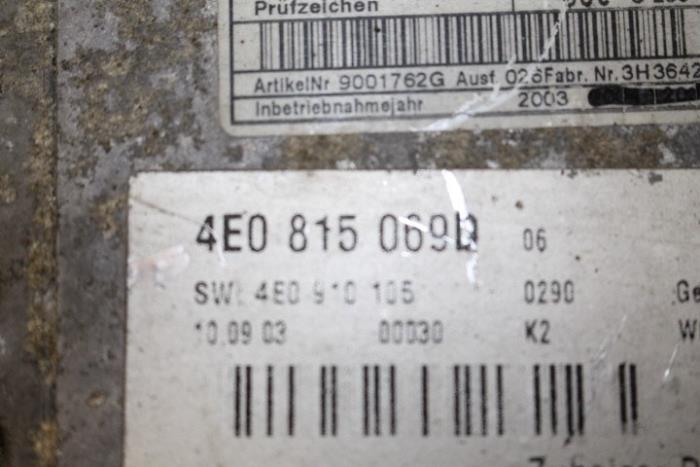 Prüfzeichen
ArtikelNr 9001762G Ausf. 026 Fabr. Nr. 3H3642
Inbetriebnahmejahr 2003
4E0 815 069D 06
SW: 4E0 910 105 0290
10.09.03 00030 K2